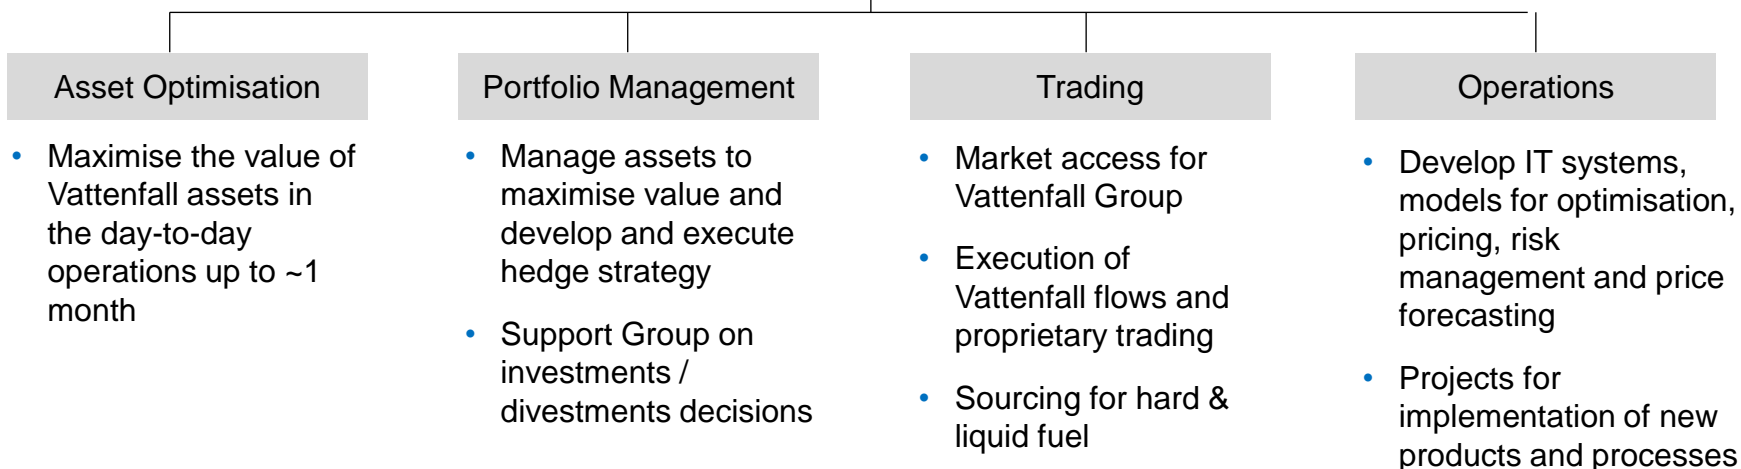 Asset Optimisation
• Maximise the value of
Vattenfall assets in
the day-to-day
operations up to ~1
month
Portfolio Management
• Manage assets to
maximise value and
develop and execute
hedge strategy
• Support Group on
investments /
divestments decisions
Trading
• Market access for
Vattenfall Group
• Execution of
Vattenfall flows and
proprietary trading
• Sourcing for hard &
liquid fuel
Operations
• Develop IT systems,
models for optimisation,
pricing, risk
management and price
forecasting
• Projects for
implementation of new
products and processes